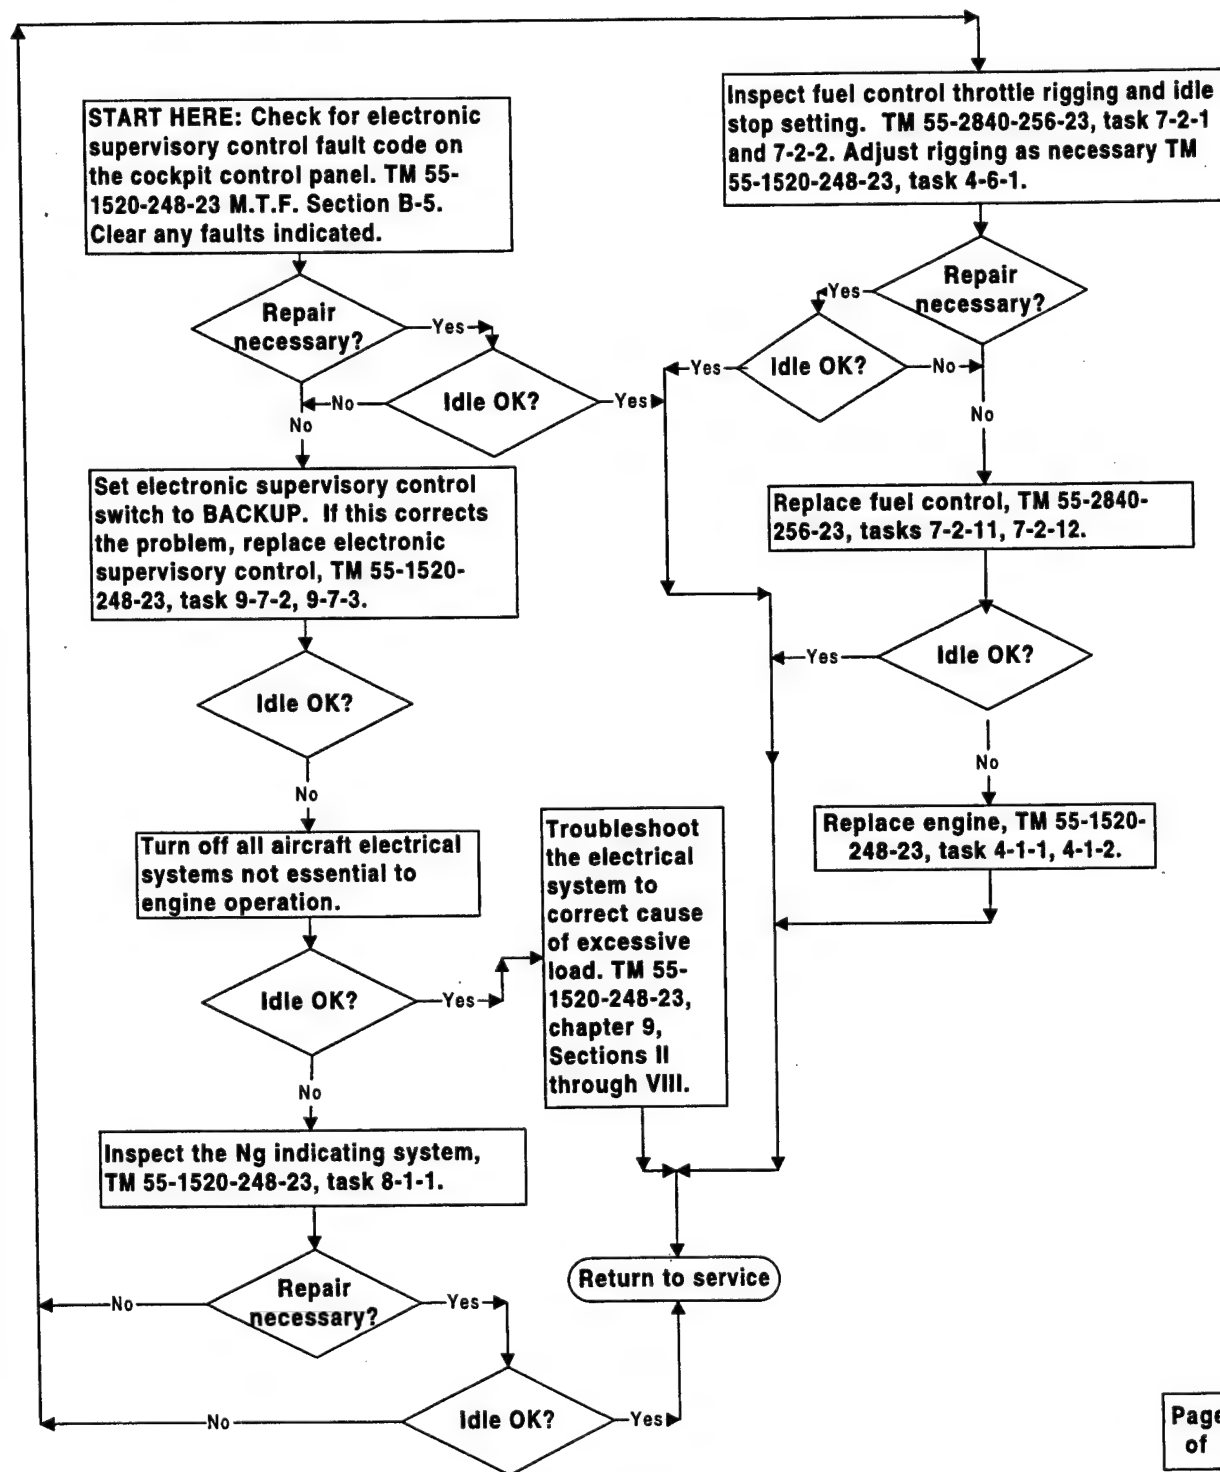 START HERE: Check for electronic
supervisory control fault code on
the cockpit control panel. TM 55-
1520-248-23 M.T.F. Section B-5.
Clear any faults indicated.
Repair
necessary?
Yes
Idle OK?
No
Yes
No
Set electronic supervisory control
switch to BACKUP. If this corrects
the problem, replace electronic
supervisory control, TM 55-1520-
248-23, task 9-7-2, 9-7-3.
Idle OK?
No
Turn off all aircraft electrical
systems not essential to
engine operation.
Idle OK?
Yes
No
Troubleshoot
the electrical
system to
correct cause
of excessive
load. TM 55-
1520-248-23,
chapter 9,
Sections II
through VIII.
Inspect the Ng indicating system,
TM 55-1520-248-23, task 8-1-1.
Repair
necessary?
No
Yes
Idle OK?
No
Yes
Inspect fuel control throttle rigging and idle
stop setting. TM 55-2840-256-23, task 7-2-1
and 7-2-2. Adjust rigging as necessary TM
55-1520-248-23, task 4-6-1.
Repair
necessary?
Yes
Idle OK?
Yes
No
No
Replace fuel control, TM 55-2840-
256-23, tasks 7-2-11, 7-2-12.
Idle OK?
Yes
No
Replace engine, TM 55-1520-
248-23, task 4-1-1, 4-1-2.
Return to service
Page
of